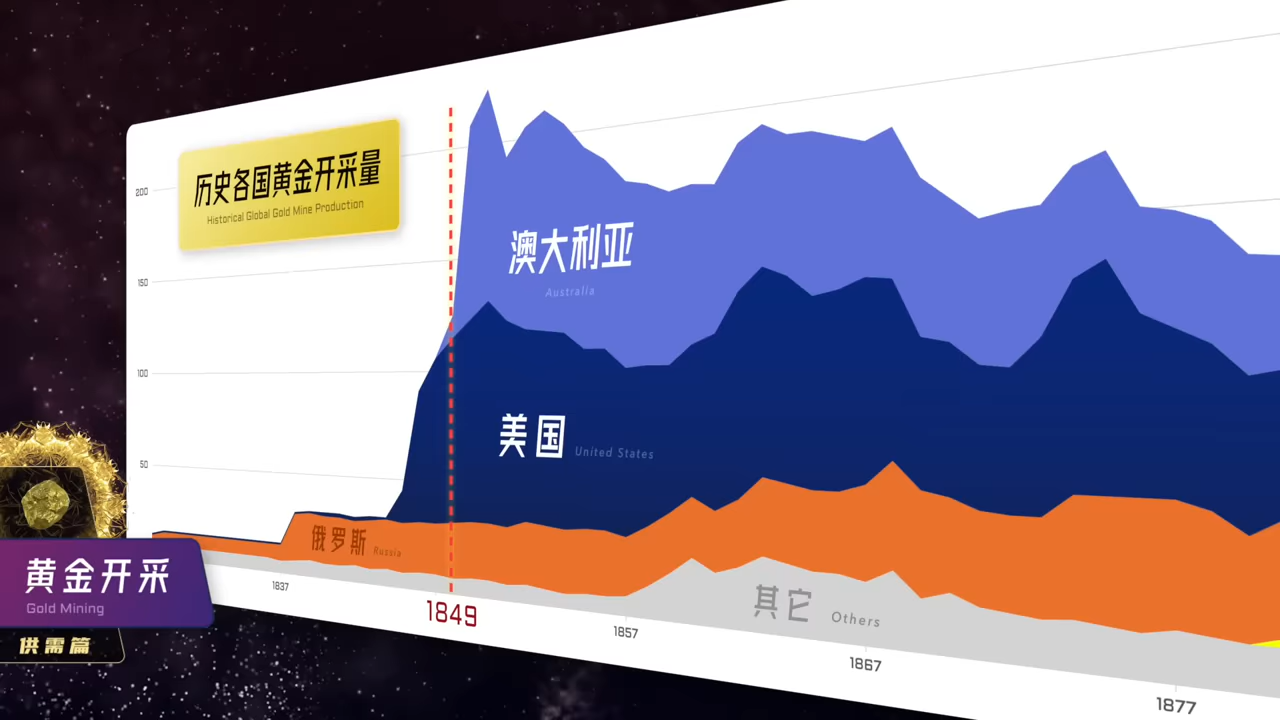 历史各国黄金开采量
Historical Global Gold Mine Production
200
150
100
50
澳大利亚
Australia
美国 United States
俄罗斯 Russia
其它 Others
1837
1849
1857
1867
1877
黄金开采
Gold Mining
供需篇